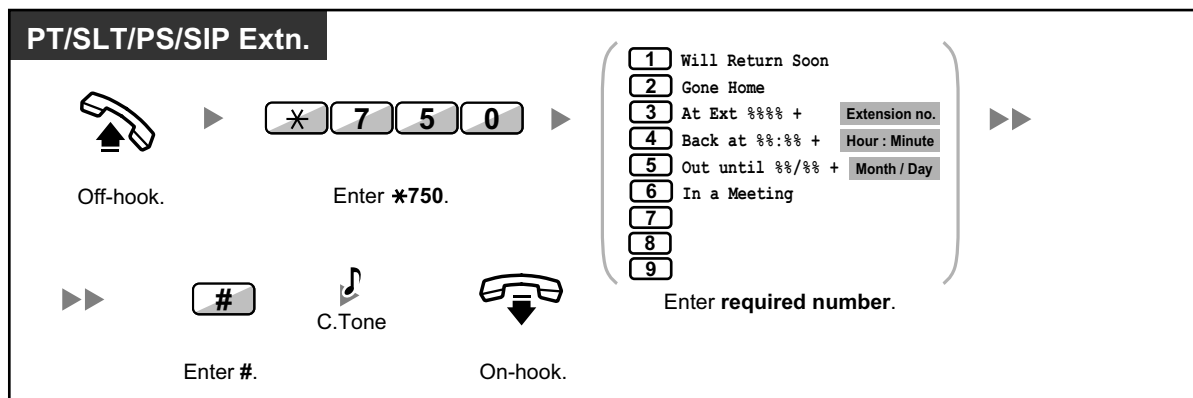 PT/SLT/PS/SIP Extn.
Off-hook.
* 7 5 0
Enter *750.
1 Will Return Soon
2 Gone Home
3 At Ext %%%% + Extension no.
4 Back at %%:%% + Hour : Minute
5 Out until %%/%% + Month / Day
6 In a Meeting
7
8
9
Enter required number.
#
Enter #.
C.Tone
On-hook.